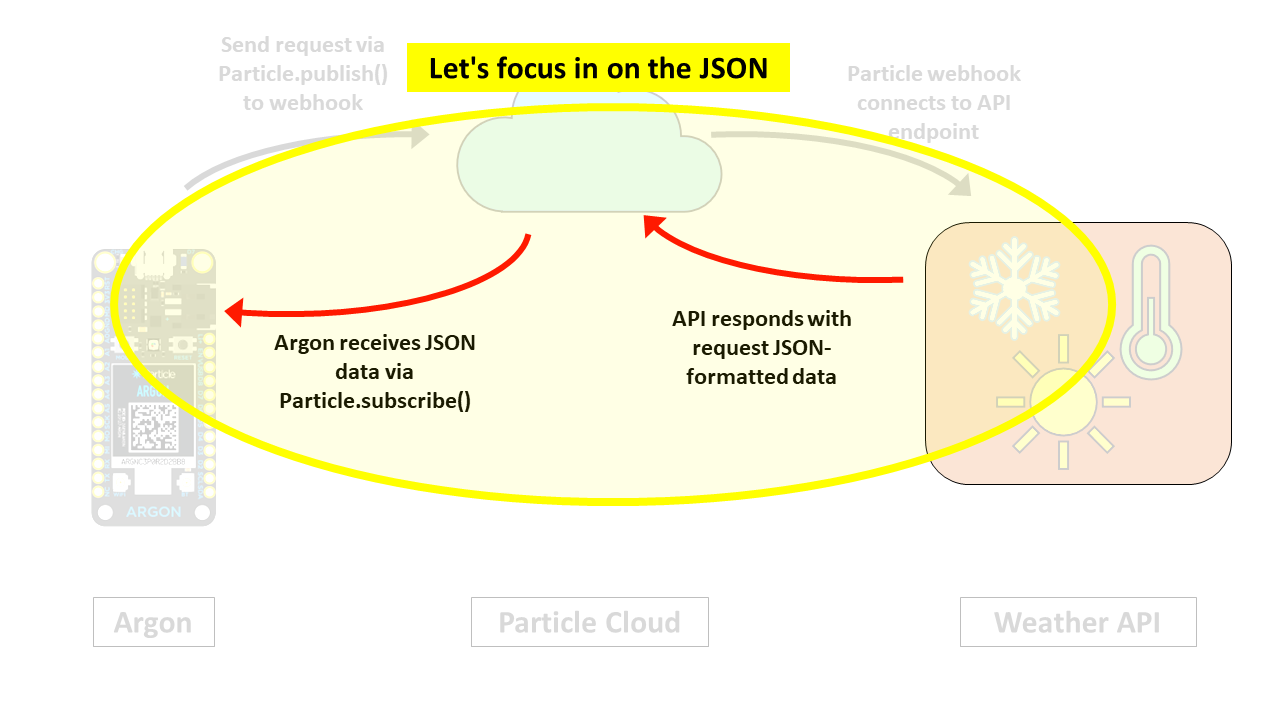 Send request via
Particle.publish()
to webhook
Let's focus in on the JSON
Particle webhook
connects to API
endpoint
Argon receives JSON
data via
Particle.subscribe()
API responds with
request JSON-
formatted data
particle
ARGON
ARGON
Argon
Particle Cloud
Weather API